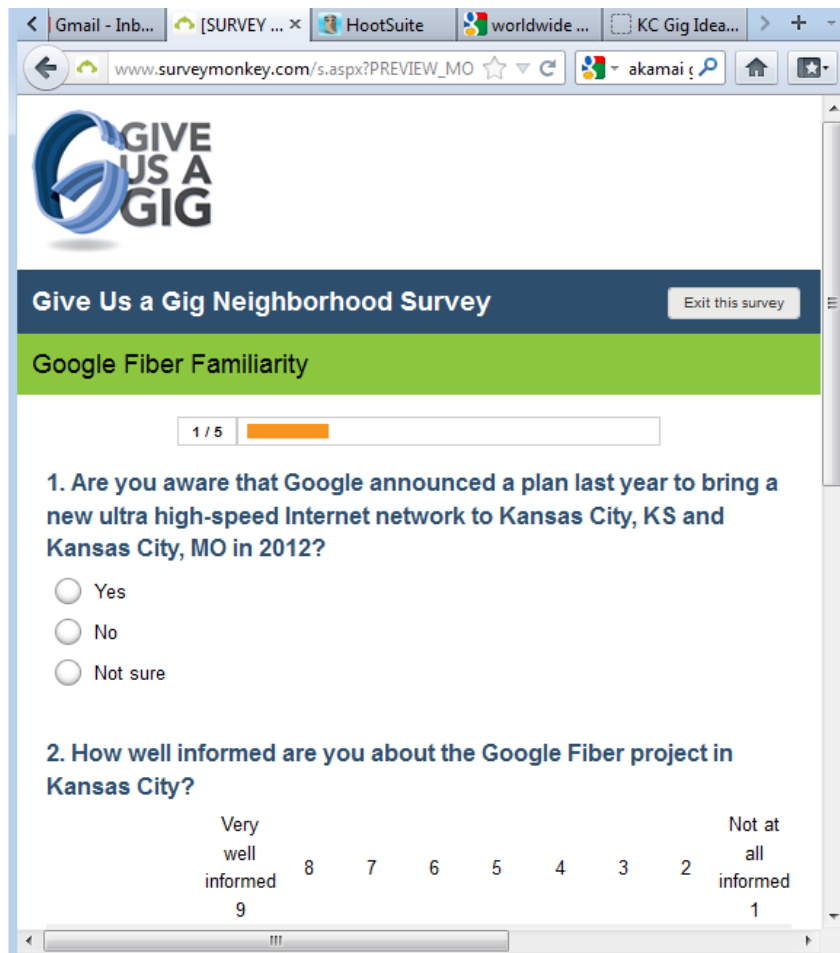 Gmail - Inb...
[SURVEY ... ×
HootSuite
worldwide ...
KC Gig Idea...
www.surveymonkey.com/s.aspx?PREVIEW_MO
akamai
GIVE
US A
GIG
Give Us a Gig Neighborhood Survey
Exit this survey
Google Fiber Familiarity
1 / 5
1. Are you aware that Google announced a plan last year to bring a
new ultra high-speed Internet network to Kansas City, KS and
Kansas City, MO in 2012?
Yes
No
Not sure
2. How well informed are you about the Google Fiber project in
Kansas City?
Very well informed 9
8
7
6
5
4
3
2
Not at all informed 1